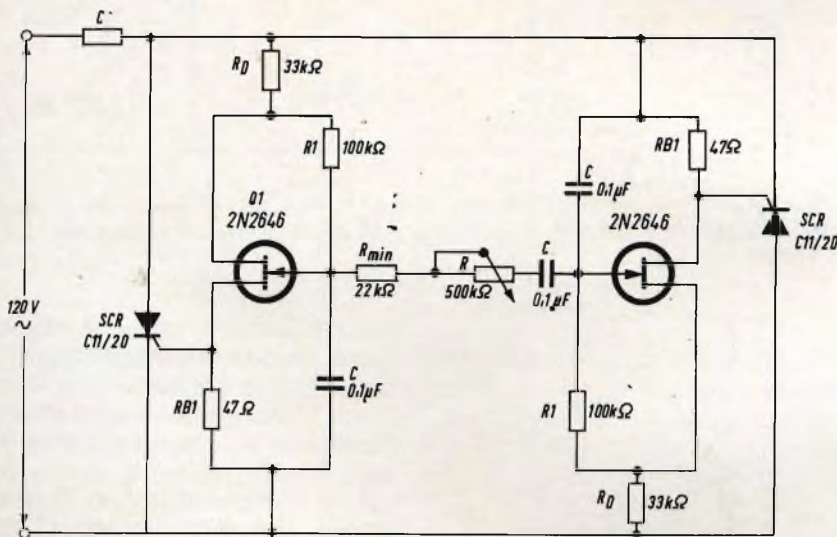 C
RD
33kΩ
R1
100kΩ
Q1
2N2646
Rmin
22kΩ
R
500kΩ
C
0,1µF
C
0,1µF
RB1
47Ω
2N2646
SCR
C11/20
120V
~
SCR
C11/20
RB1
47Ω
C
0,1µF
R1
100kΩ
RD
33kΩ